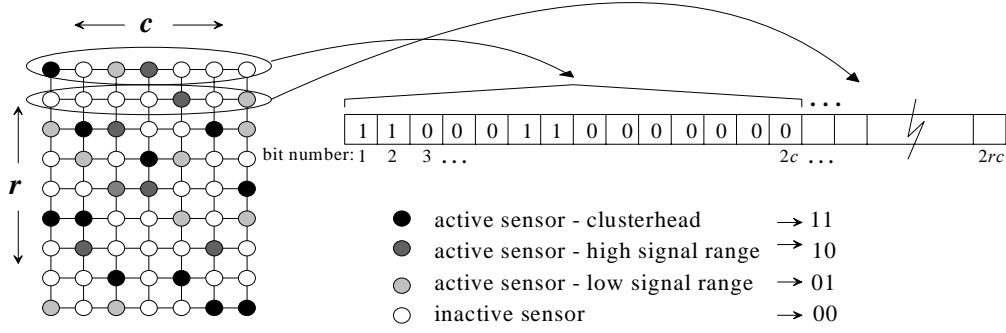 c
r
...
1 1 0 0 0 1 1 0 0 0 0 0 0 0
bit number: 1 2 3 ... 2c ... 2rc
active sensor - clusterhead → 11
active sensor - high signal range → 10
active sensor - low signal range → 01
inactive sensor → 00